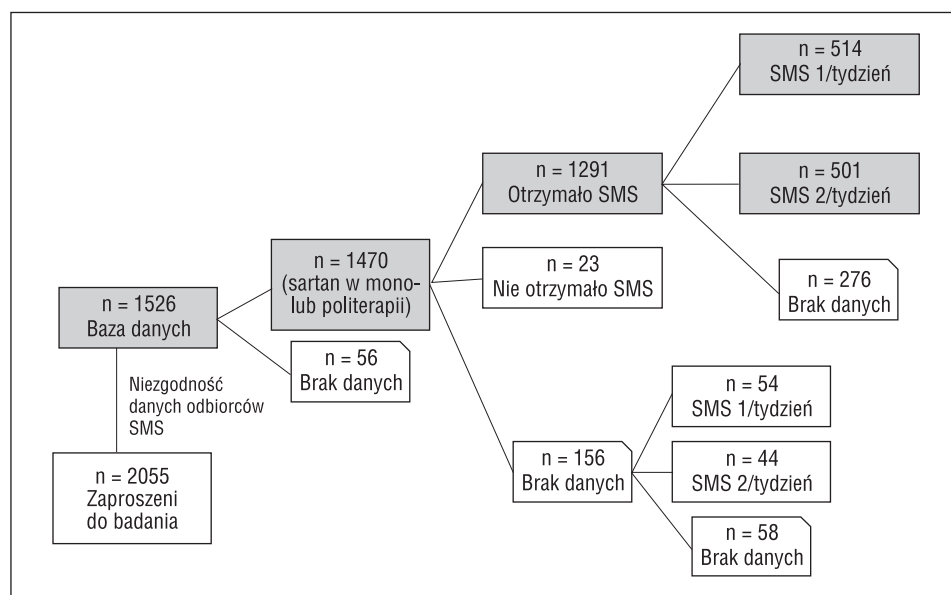 n = 2055
Zaproszeni
do badania
Niezgodność
danych odbiorców
SMS
n = 1526
Baza danych
n = 1470
(sartan w mono-
lub politerapii)
n = 56
Brak danych
n = 1291
Otrzymało SMS
n = 23
Nie otrzymało SMS
n = 156
Brak danych
n = 514
SMS 1/tydzień
n = 501
SMS 2/tydzień
n = 276
Brak danych
n = 54
SMS 1/tydzień
n = 44
SMS 2/tydzień
n = 58
Brak danych